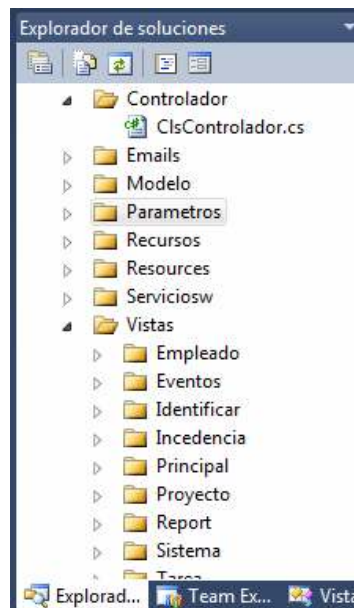 Explorador de soluciones
Controlador
ClsControlador.cs
Emails
Modelo
Parametros
Recursos
Resources
Serviciosw
Vistas
Empleado
Eventos
Identificar
Incedencia
Principal
Proyecto
Report
Sistema
Tarea
Explorad... Team Ex... Vista